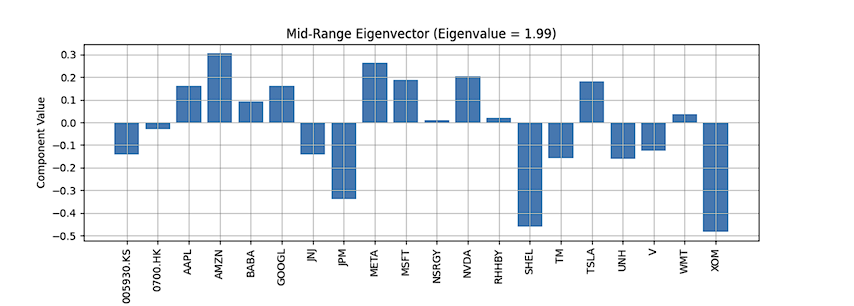 Mid-Range Eigenvector (Eigenvalue = 1.99)
Component Value
0.3
0.2
0.1
0.0
−0.1
−0.2
−0.3
−0.4
−0.5
005930.KS
0700.HK
AAPL
AMZN
BABA
GOOGL
JNJ
JPM
META
MSFT
NSRGY
NVDA
RHHBY
SHEL
TM
TSLA
UNH
V
WMT
XOM